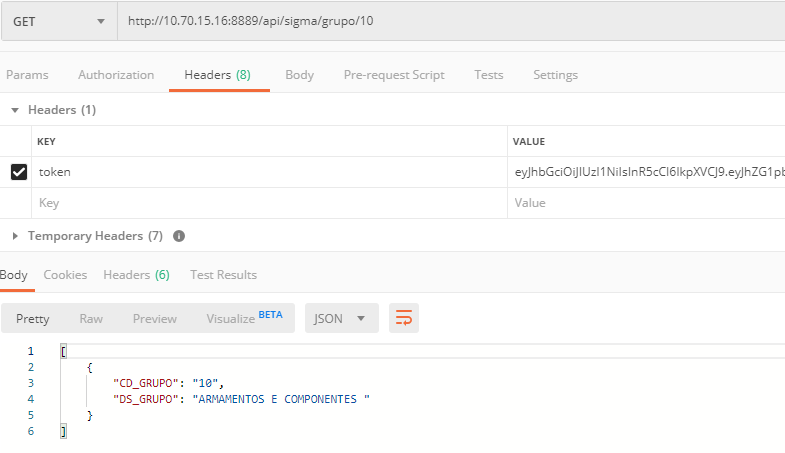 GET http://10.70.15.16:8889/api/sigma/grupo/10
Params Authorization Headers (8) Body Pre-request Script Tests Settings
Headers (1)
KEY VALUE
token eyJhbGciOiJIUzI1NiIsInR5cCI6IkpXVCJ9.eyJhZG1pb
Key Value
Temporary Headers (7)
Body Cookies Headers (6) Test Results
Pretty Raw Preview Visualize BETA JSON
1 [
2 {
3 "CD_GRUPO": "10",
4 "DS_GRUPO": "ARMAMENTOS E COMPONENTES "
5 }
6 ]